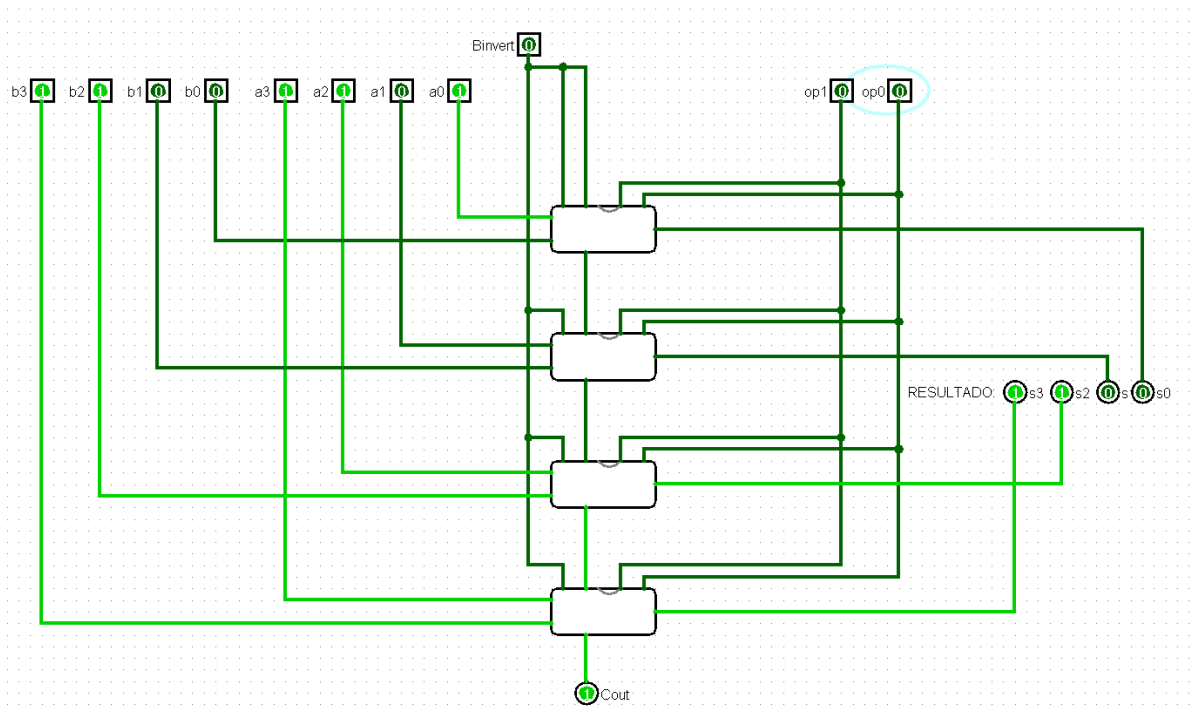 Binvert 0
b3 1 b2 1 b1 0 b0 0 a3 1 a2 1 a1 0 a0 1 op1 0 op0 0
RESULTADO: 1 s3 1 s2 0 s 0 s0
1 Cout